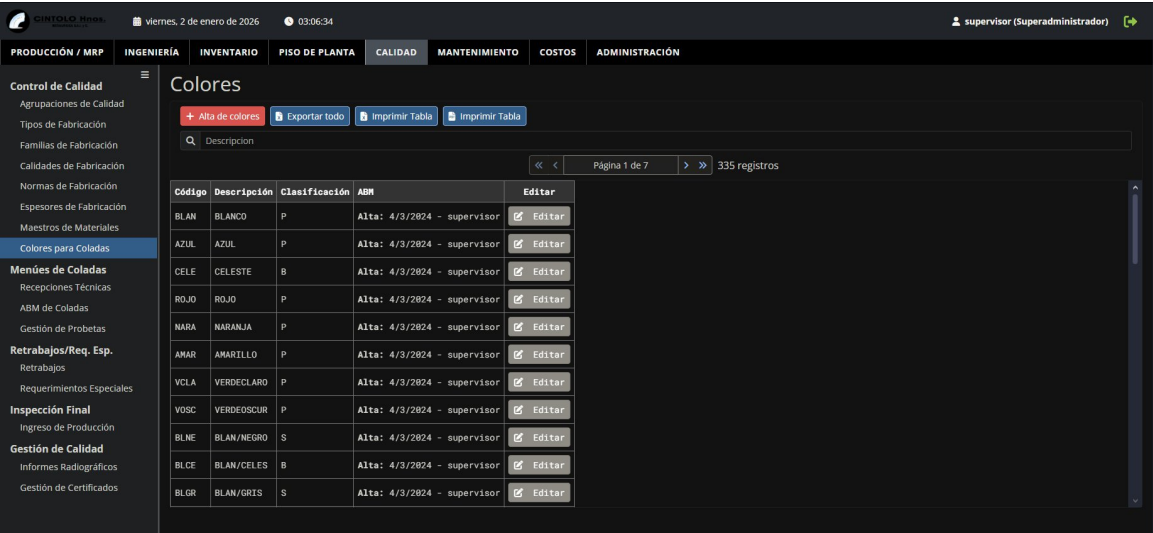 CINTOLO Hnos.
viernes, 2 de enero de 2026
03:06:34
supervisor (Superadministrador)
PRODUCCIÓN / MRP INGENIERÍA INVENTARIO PISO DE PLANTA CALIDAD MANTENIMIENTO COSTOS ADMINISTRACIÓN
Control de Calidad
Agrupaciones de Calidad
Tipos de Fabricación
Familias de Fabricación
Calidades de Fabricación
Normas de Fabricación
Espesores de Fabricación
Maestros de Materiales
Colores para Coladas
Menúes de Coladas
Recepciones Técnicas
ABM de Coladas
Gestión de Probetas
Retrabajos/Req. Esp.
Retrabajos
Requerimientos Especiales
Inspección Final
Ingreso de Producción
Gestión de Calidad
Informes Radiográficos
Gestión de Certificados
Colores
+ Alta de colores Exportar todo Imprimir Tabla Imprimir Tabla
Descripcion
« < Página 1 de 7 > » 335 registros
Código Descripción Clasificación ABM Editar
BLAN BLANCO P Alta: 4/3/2024 - supervisor Editar
AZUL AZUL P Alta: 4/3/2024 - supervisor Editar
CELE CELESTE B Alta: 4/3/2024 - supervisor Editar
ROJO ROJO P Alta: 4/3/2024 - supervisor Editar
NARA NARANJA P Alta: 4/3/2024 - supervisor Editar
AMAR AMARILLO P Alta: 4/3/2024 - supervisor Editar
VCLA VERDECLARO P Alta: 4/3/2024 - supervisor Editar
VOSC VERDEOSCUR P Alta: 4/3/2024 - supervisor Editar
BLNE BLAN/NEGRO S Alta: 4/3/2024 - supervisor Editar
BLCE BLAN/CELES B Alta: 4/3/2024 - supervisor Editar
BLGR BLAN/GRIS S Alta: 4/3/2024 - supervisor Editar